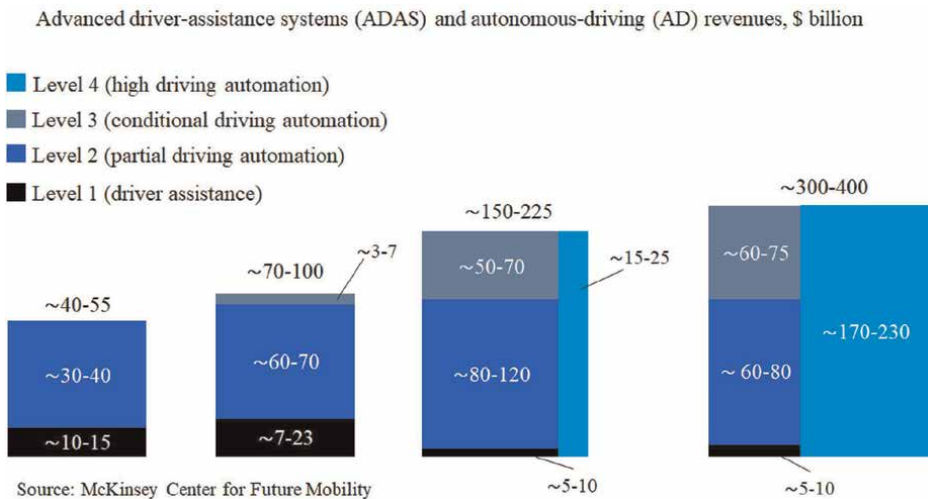 Advanced driver-assistance systems (ADAS) and autonomous-driving (AD) revenues, $ billion
Level 4 (high driving automation)
Level 3 (conditional driving automation)
Level 2 (partial driving automation)
Level 1 (driver assistance)
~40-55
~30-40
~10-15
~70-100
~3-7
~60-70
~7-23
~150-225
~50-70
~15-25
~80-120
~5-10
~300-400
~60-75
~170-230
~ 60-80
~5-10
Source: McKinsey Center for Future Mobility